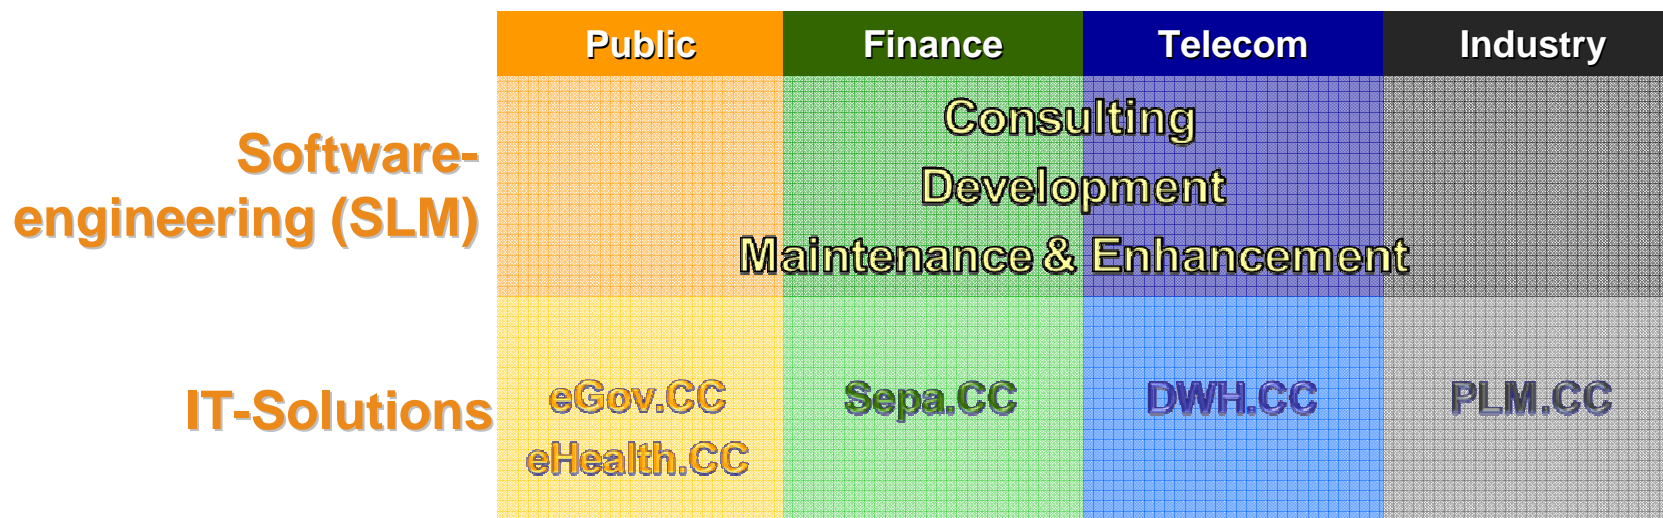 Public Finance Telecom Industry
Software-
engineering (SLM)
Consulting
Development
Maintenance & Enhancement
IT-Solutions
eGov.CC Sepa.CC DWH.CC PLM.CC
eHealth.CC